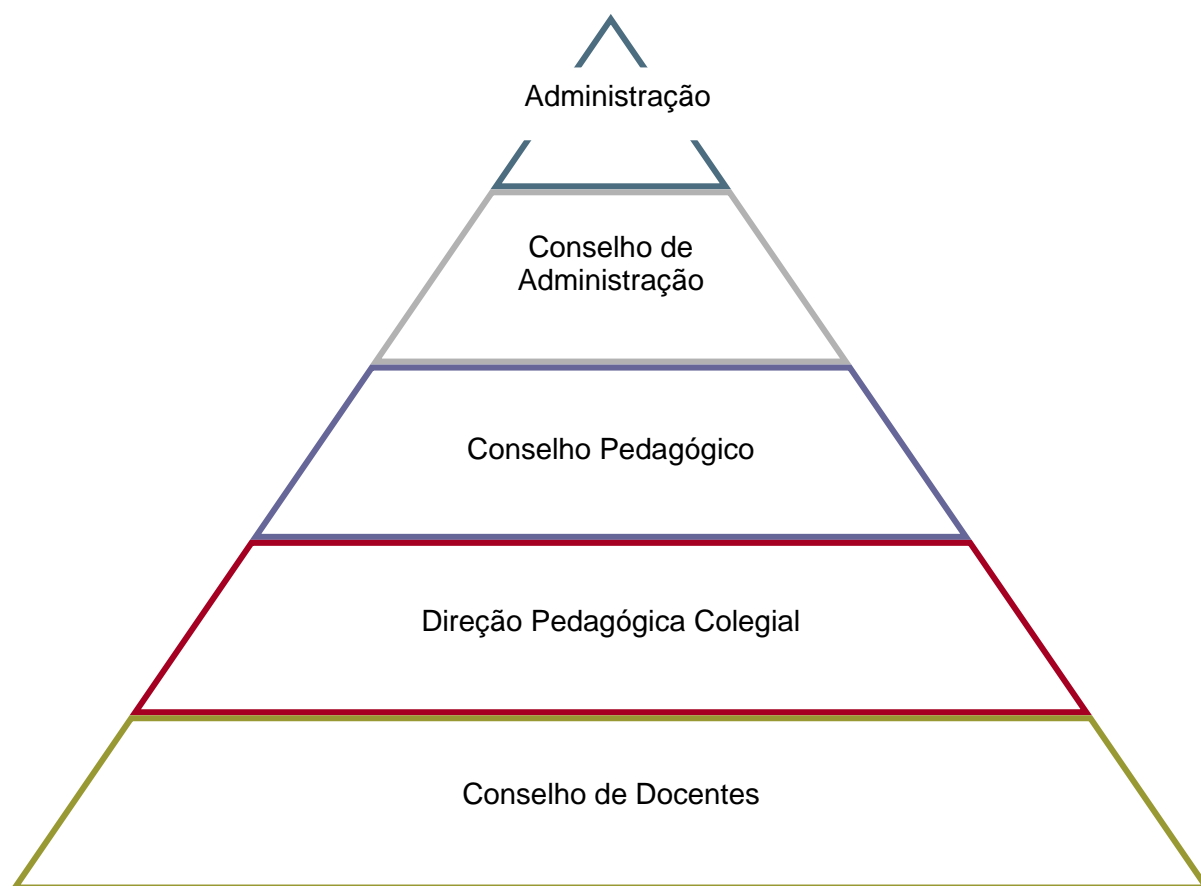 Administração
Conselho de
Administração
Conselho Pedagógico
Direção Pedagógica Colegial
Conselho de Docentes